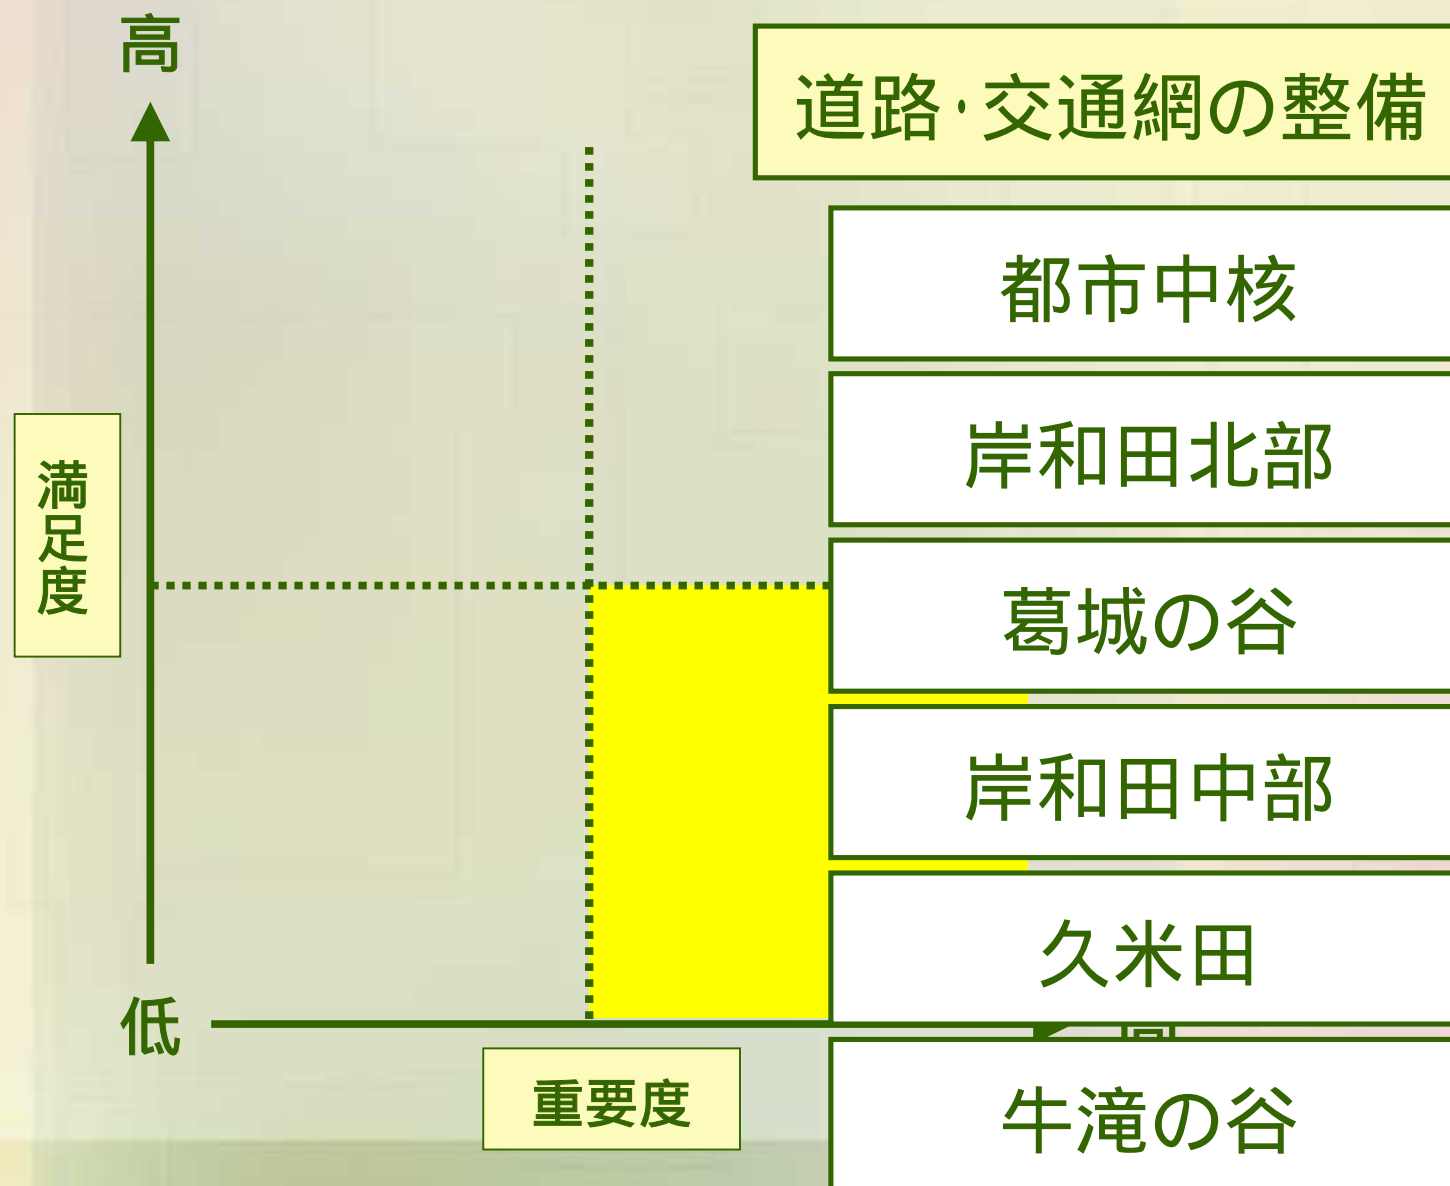 高
道路·交通網の整備
都市中核
岸和田北部
満足度
葛城の谷
岸和田中部
久米田
低
重要度
牛滝の谷